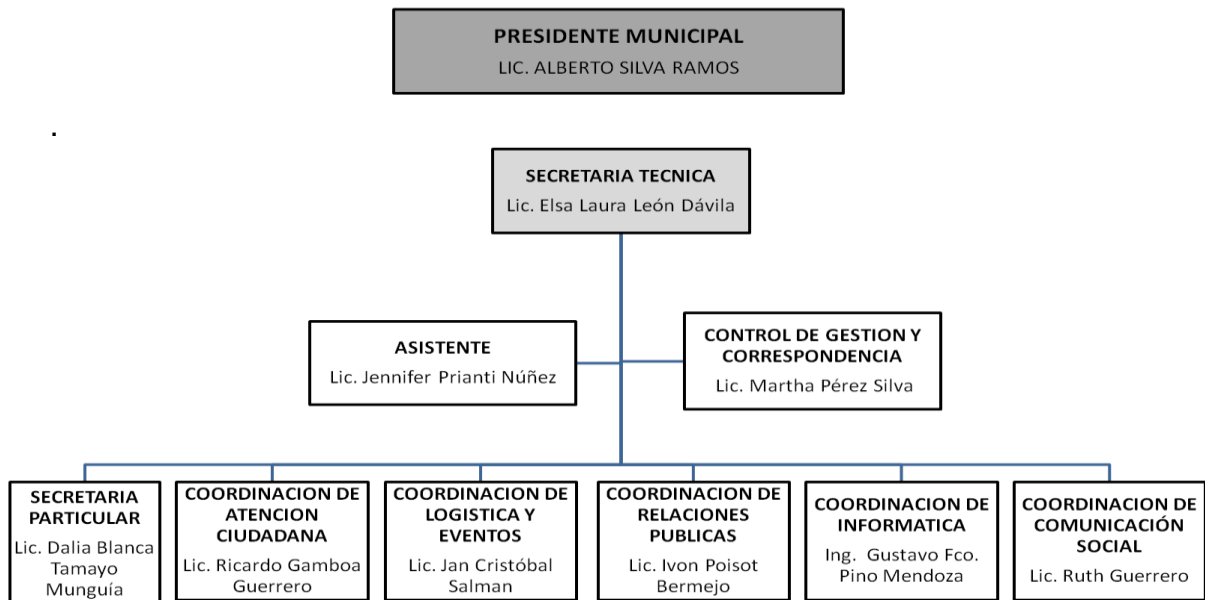 PRESIDENTE MUNICIPAL
LIC. ALBERTO SILVA RAMOS
.
SECRETARIA TECNICA
Lic. Elsa Laura León Dávila
ASISTENTE
Lic. Jennifer Prianti Núñez
CONTROL DE GESTION Y
CORRESPONDENCIA
Lic. Martha Pérez Silva
SECRETARIA
PARTICULAR
Lic. Dalia Blanca
Tamayo
Munguía
COORDINACION DE
ATENCION
CIUDADANA
Lic. Ricardo Gamboa
Guerrero
COORDINACION DE
LOGISTICA Y
EVENTOS
Lic. Jan Cristóbal
Salman
COORDINACION DE
RELACIONES
PUBLICAS
Lic. Ivon Poisot
Bermejo
COORDINACION DE
INFORMATICA
Ing. Gustavo Fco.
Pino Mendoza
COORDINACION DE
COMUNICACIÓN
SOCIAL
Lic. Ruth Guerrero